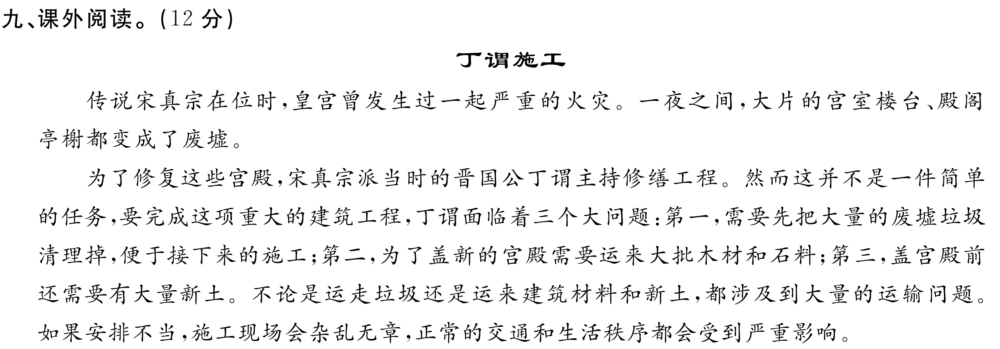 九、课外阅读。(12 分)
丁谓施工
传说宋真宗在位时,皇宫曾发生过一起严重的火灾。一夜之间,大片的宫室楼台、殿阁
亭榭都变成了废墟。
为了修复这些宫殿,宋真宗派当时的晋国公丁谓主持修缮工程。然而这并不是一件简单
的任务,要完成这项重大的建筑工程,丁谓面临着三个大问题:第一,需要先把大量的废墟垃圾
清理掉,便于接下来的施工;第二,为了盖新的宫殿需要运来大批木材和石料;第三,盖宫殿前
还需要有大量新土。不论是运走垃圾还是运来建筑材料和新土,都涉及到大量的运输问题。
如果安排不当,施工现场会杂乱无章,正常的交通和生活秩序都会受到严重影响。